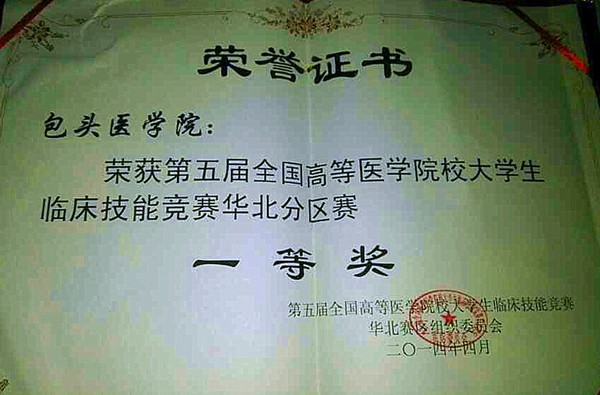 荣誉证书
包头医学院：
荣获第五届全国高等医学院校大学生
临床技能竞赛华北分区赛
一等奖
第五届全国高等医学院校大学生临床技能竞赛
华北赛区组织委员会
二〇一四年四月